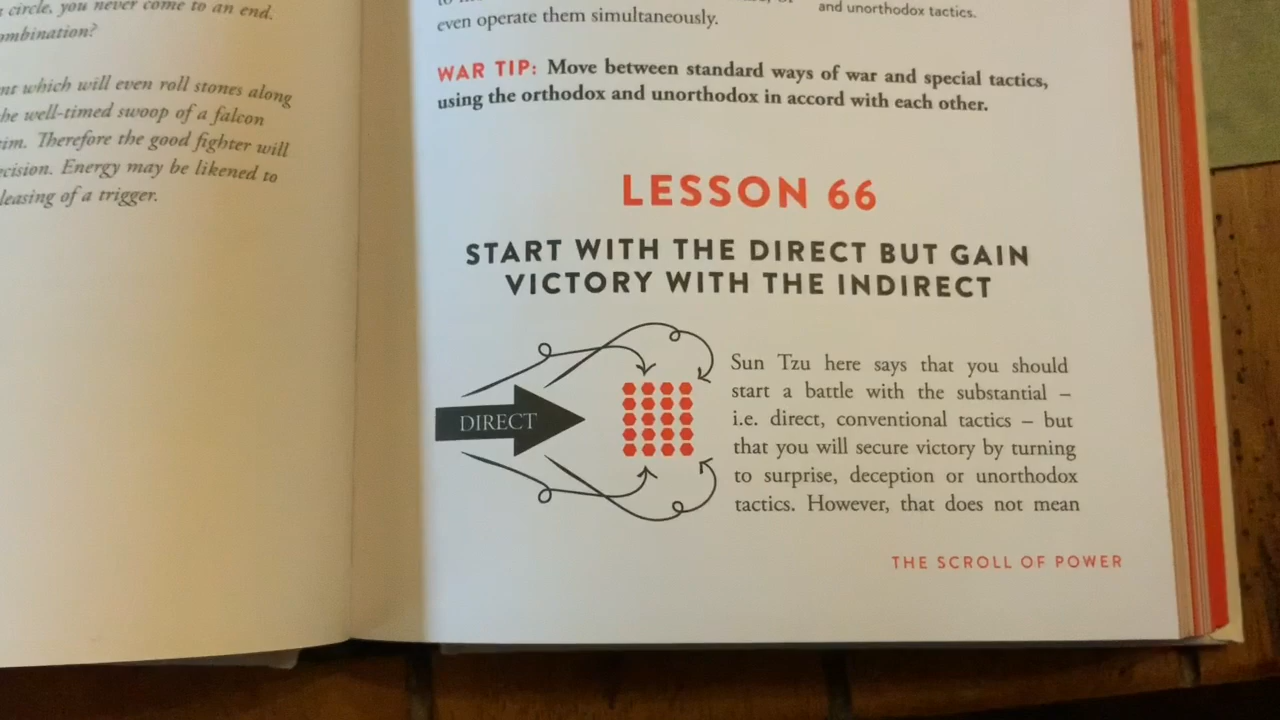 circle, you never come to an end.
ombination?
nt which will even roll stones along
he well-timed swoop of a falcon
im. Therefore the good fighter will
cision. Energy may be likened to
leasing of a trigger.
even operate them simultaneously.
and unorthodox tactics.
WAR TIP: Move between standard ways of war and special tactics,
using the orthodox and unorthodox in accord with each other.
LESSON 66
START WITH THE DIRECT BUT GAIN
VICTORY WITH THE INDIRECT
DIRECT
Sun Tzu here says that you should
start a battle with the substantial –
i.e. direct, conventional tactics – but
that you will secure victory by turning
to surprise, deception or unorthodox
tactics. However, that does not mean
THE SCROLL OF POWER